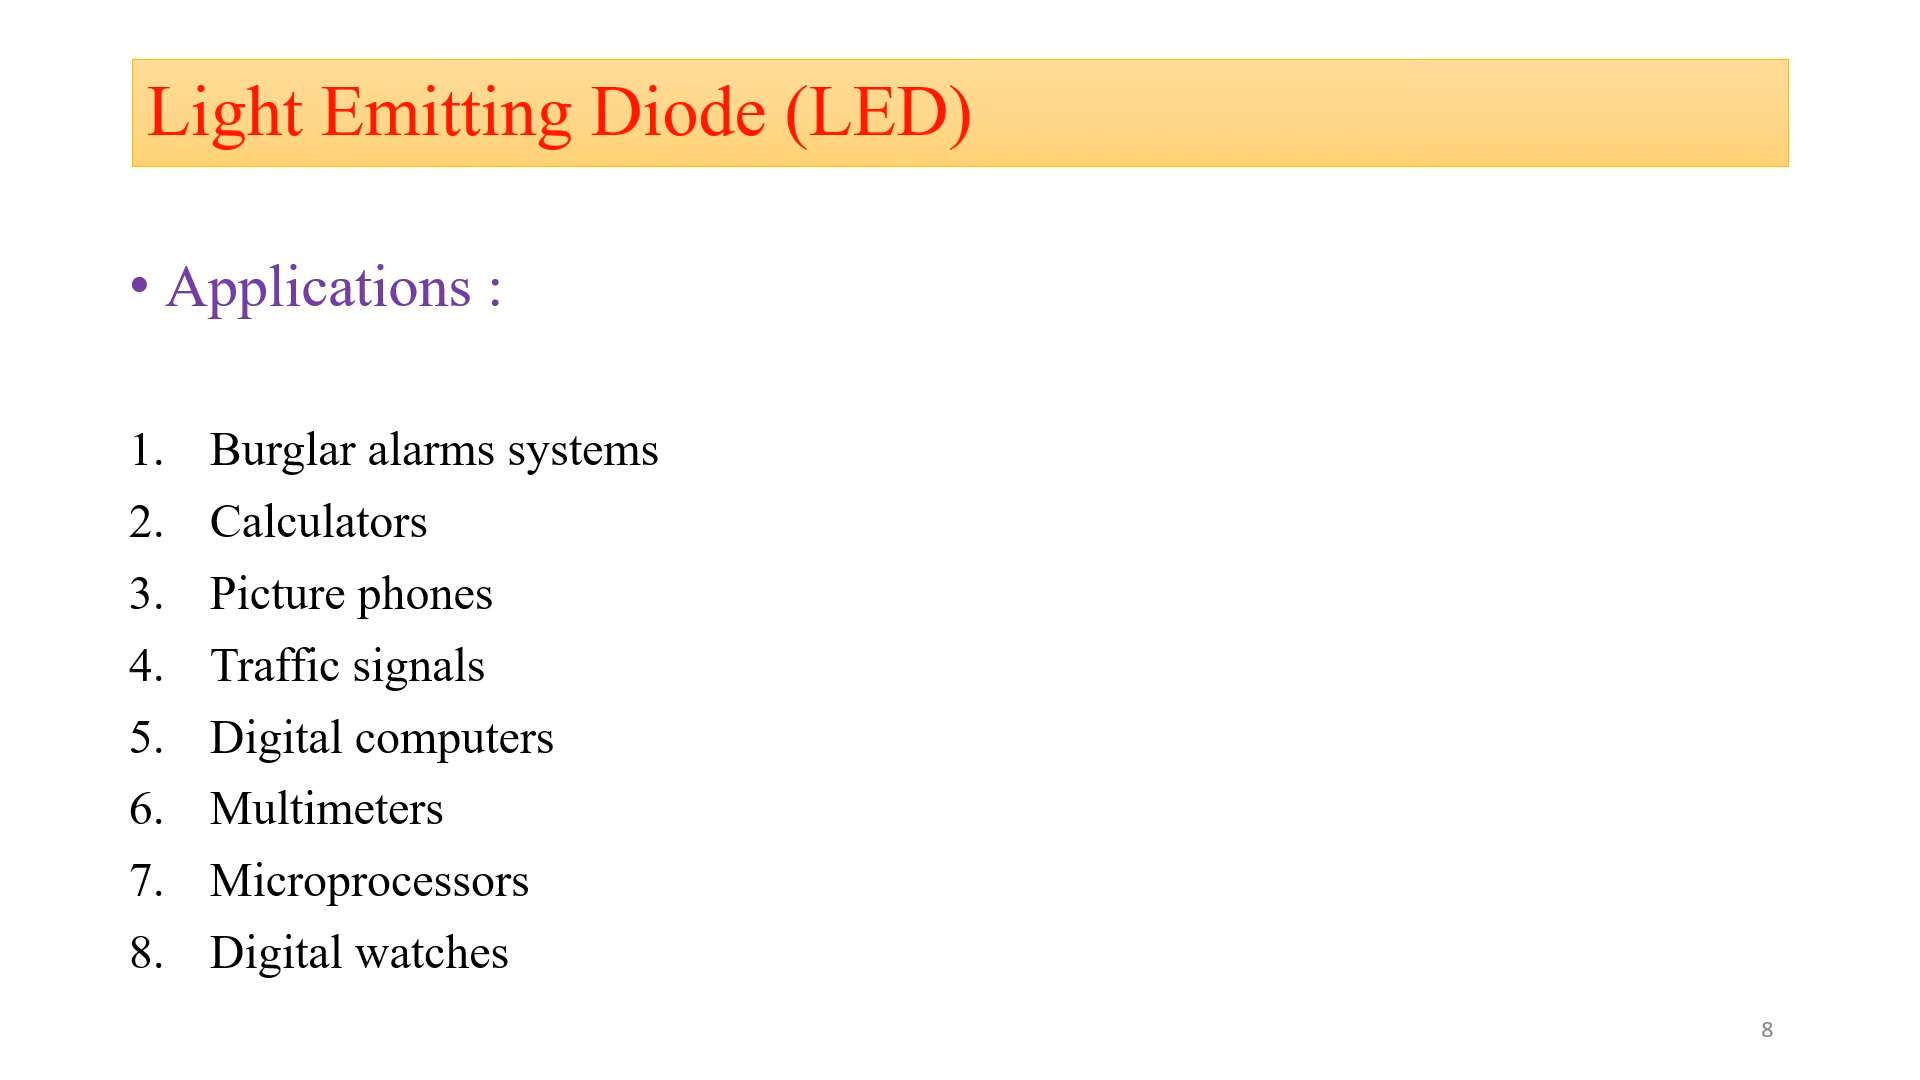 Light Emitting Diode (LED)
• Applications :
1. Burglar alarms systems
2. Calculators
3. Picture phones
4. Traffic signals
5. Digital computers
6. Multimeters
7. Microprocessors
8. Digital watches
8